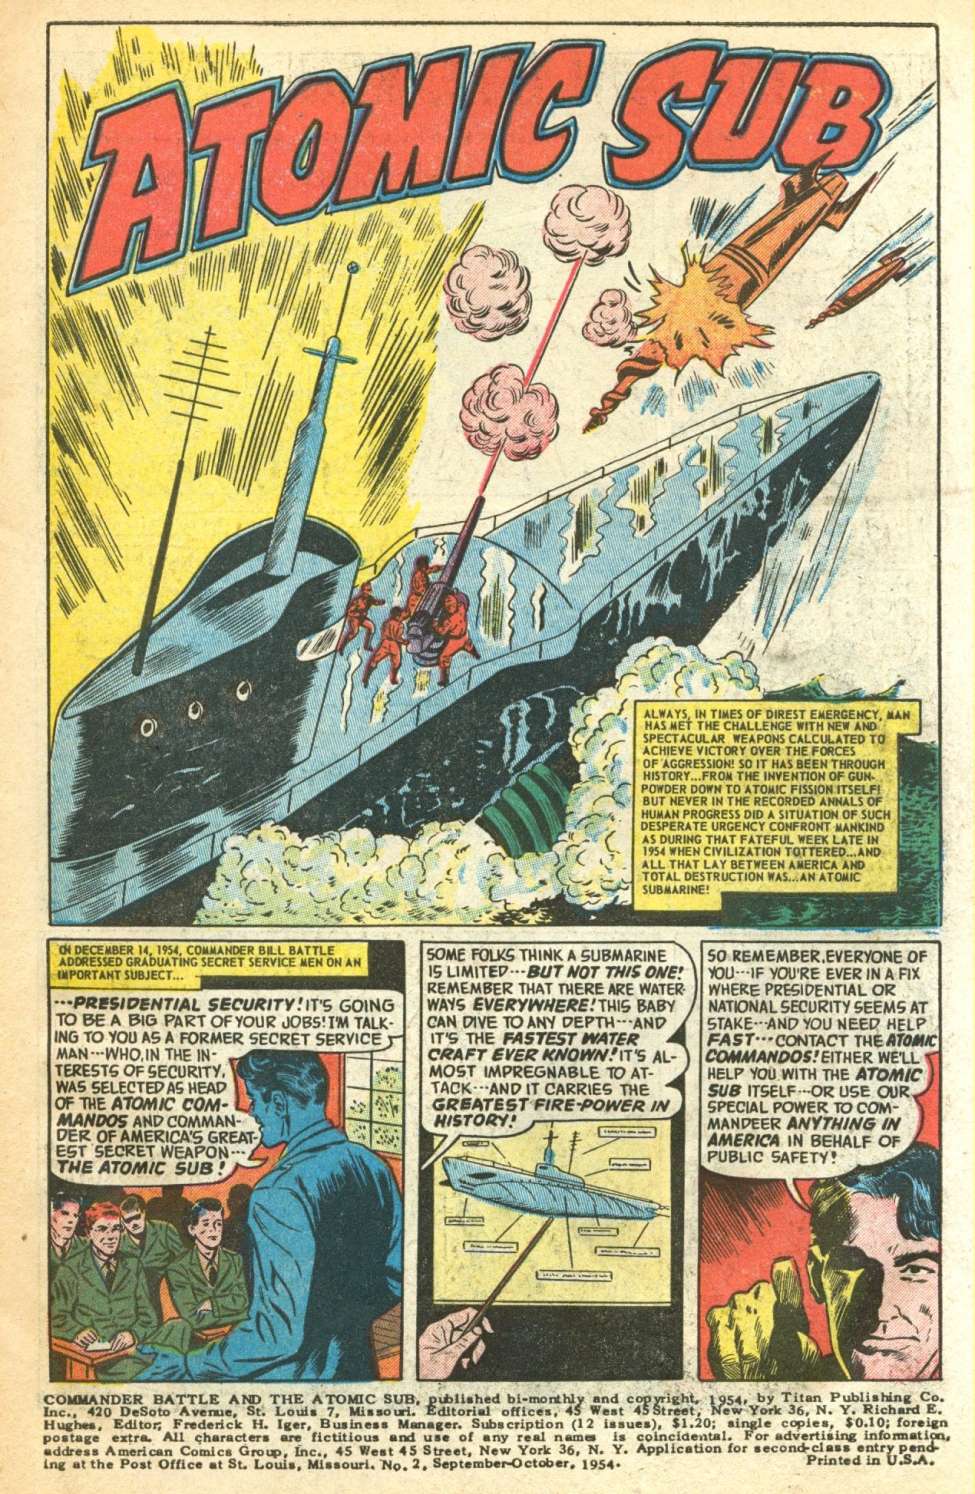 ATOMIC SUB
ALWAYS, IN TIMES OF DIREST EMERGENCY, MAN
HAS MET THE CHALLENGE WITH NEW AND
SPECTACULAR WEAPONS CALCULATED TO
ACHIEVE VICTORY OVER THE FORCES
OF AGGRESSION! SO IT HAS BEEN THROUGH
HISTORY...FROM THE INVENTION OF GUN-
POWDER DOWN TO ATOMIC FISSION ITSELF!
BUT NEVER IN THE RECORDED ANNALS OF
HUMAN PROGRESS DID A SITUATION OF SUCH
DESPERATE URGENCY CONFRONT MANKIND
AS DURING THAT FATEFUL WEEK LATE IN
1954 WHEN CIVILIZATION TOTTERED...AND
ALL THAT LAY BETWEEN AMERICA AND
TOTAL DESTRUCTION WAS...AN ATOMIC
SUBMARINE!
ON DECEMBER 14, 1954, COMMANDER BILL BATTLE
ADDRESSED GRADUATING SECRET SERVICE MEN ON AN
IMPORTANT SUBJECT...
...PRESIDENTIAL SECURITY! IT'S GOING
TO BE A BIG PART OF YOUR JOBS! I'M TALK-
ING TO YOU AS A FORMER SECRET SERVICE
MAN---WHO, IN THE IN-
TERESTS OF SECURITY,
WAS SELECTED AS HEAD
OF THE ATOMIC COM-
MANDOS AND COMMAN-
DER OF AMERICA'S GREAT-
EST SECRET WEAPON---
THE ATOMIC SUB!
SOME FOLKS THINK A SUBMARINE
IS LIMITED---BUT NOT THIS ONE!
REMEMBER THAT THERE ARE WATER-
WAYS EVERYWHERE! THIS BABY
CAN DIVE TO ANY DEPTH---AND
IT'S THE FASTEST WATER
CRAFT EVER KNOWN! IT'S AL-
MOST IMPREGNABLE TO AT-
TACK---AND IT CARRIES THE
GREATEST FIRE-POWER IN
HISTORY!
SO REMEMBER, EVERYONE OF
YOU---IF YOU'RE EVER IN A FIX
WHERE PRESIDENTIAL OR
NATIONAL SECURITY SEEMS AT
STAKE---AND YOU NEED HELP
FAST---CONTACT THE ATOMIC
COMMANDOS! EITHER WE'LL
HELP YOU WITH THE ATOMIC
SUB ITSELF---OR USE OUR
SPECIAL POWER TO COM-
MANDEER ANYTHING IN
AMERICA IN BEHALF OF
PUBLIC SAFETY!
COMMANDER BATTLE AND THE ATOMIC SUB, published bi-monthly and copyright, 1954, by Titan Publishing Co.
Inc., 420 DeSoto Avenue, St. Louis 7, Missouri. Editorial offices, 45 West 45 Street, New York 36, N. Y. Richard E.
Hughes, Editor; Frederick H. Iger, Business Manager. Subscription (12 issues), $1.20; single copies, $0.10; foreign
postage extra. All characters are fictitious and use of any real names is coincidental. For advertising information,
address American Comics Group, Inc., 45 West 45 Street, New York 36, N. Y. Application for second-class entry pend-
ing at the Post Office at St. Louis, Missouri. No. 2, September-October, 1954. Printed in U.S.A.